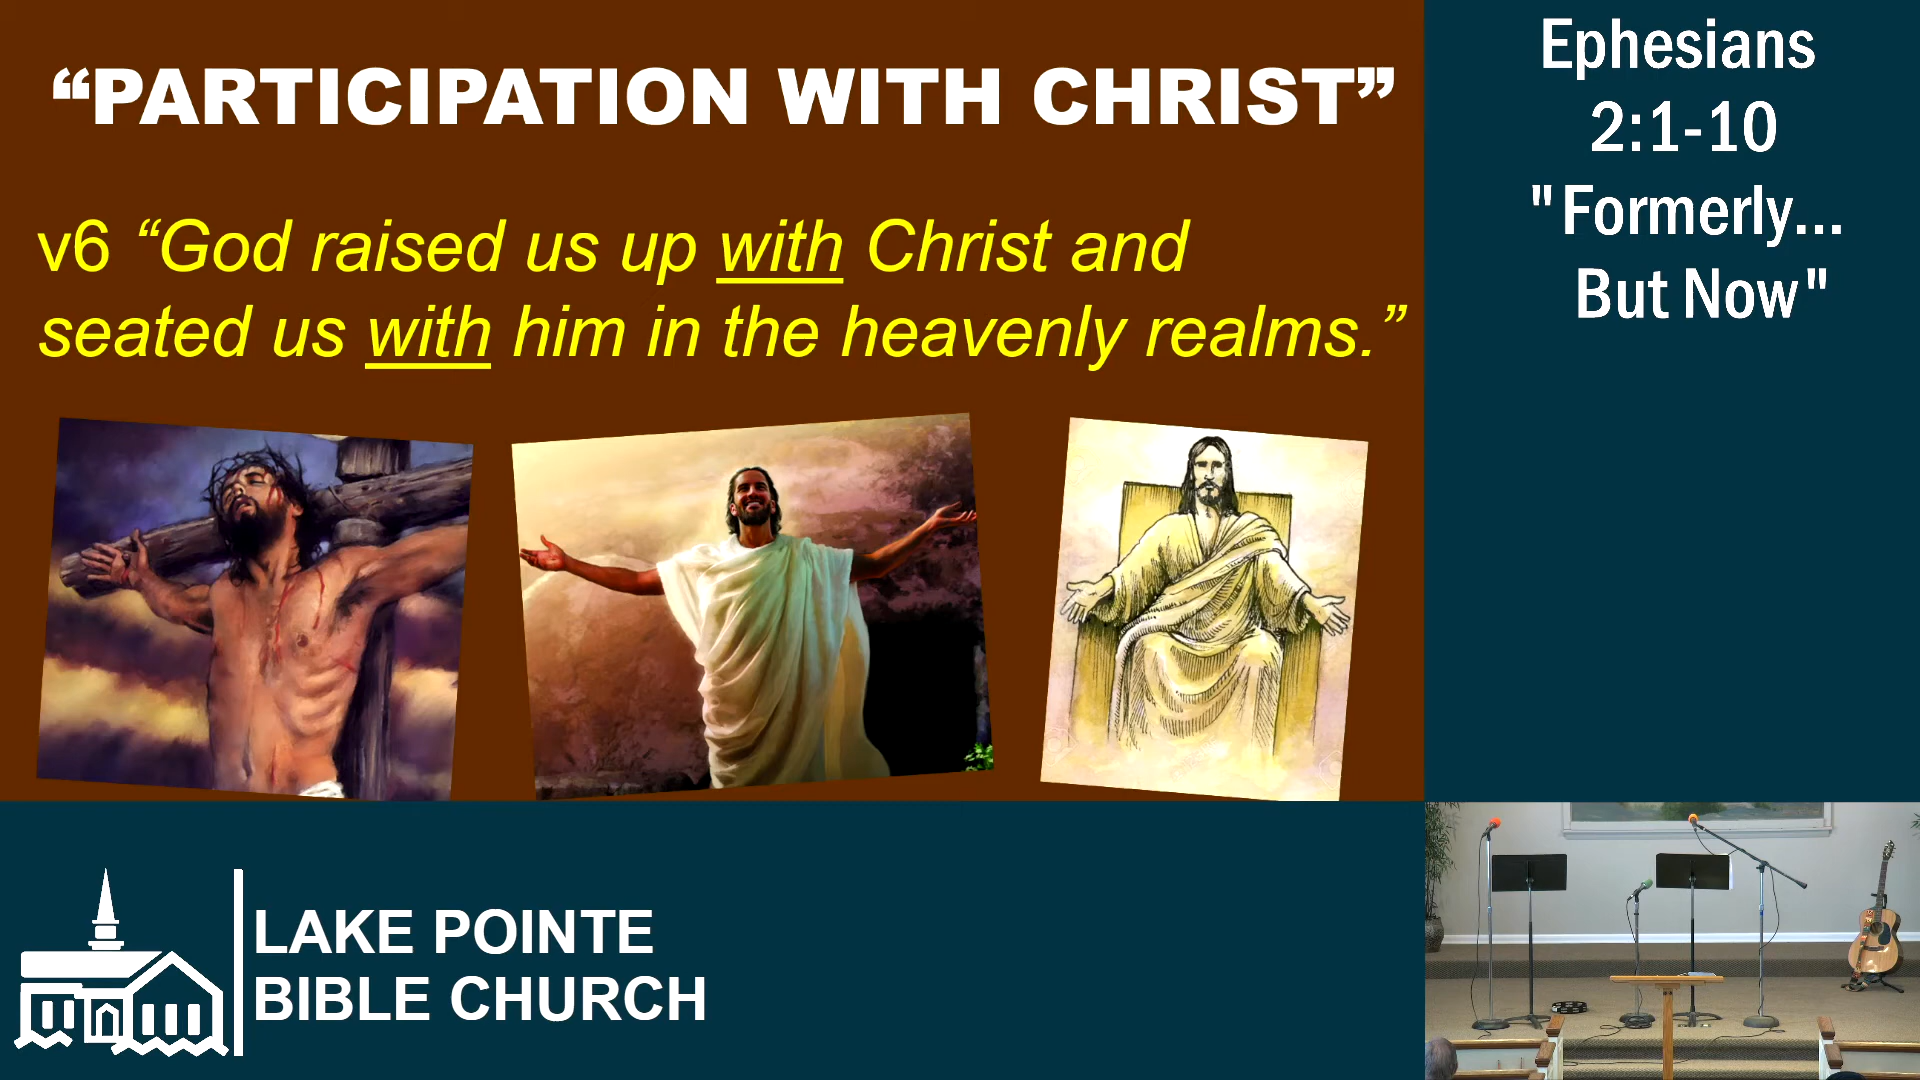 “PARTICIPATION WITH CHRIST”
v6 “God raised us up with Christ and
seated us with him in the heavenly realms.”
Ephesians
2:1-10
"Formerly...
But Now"
LAKE POINTE
BIBLE CHURCH